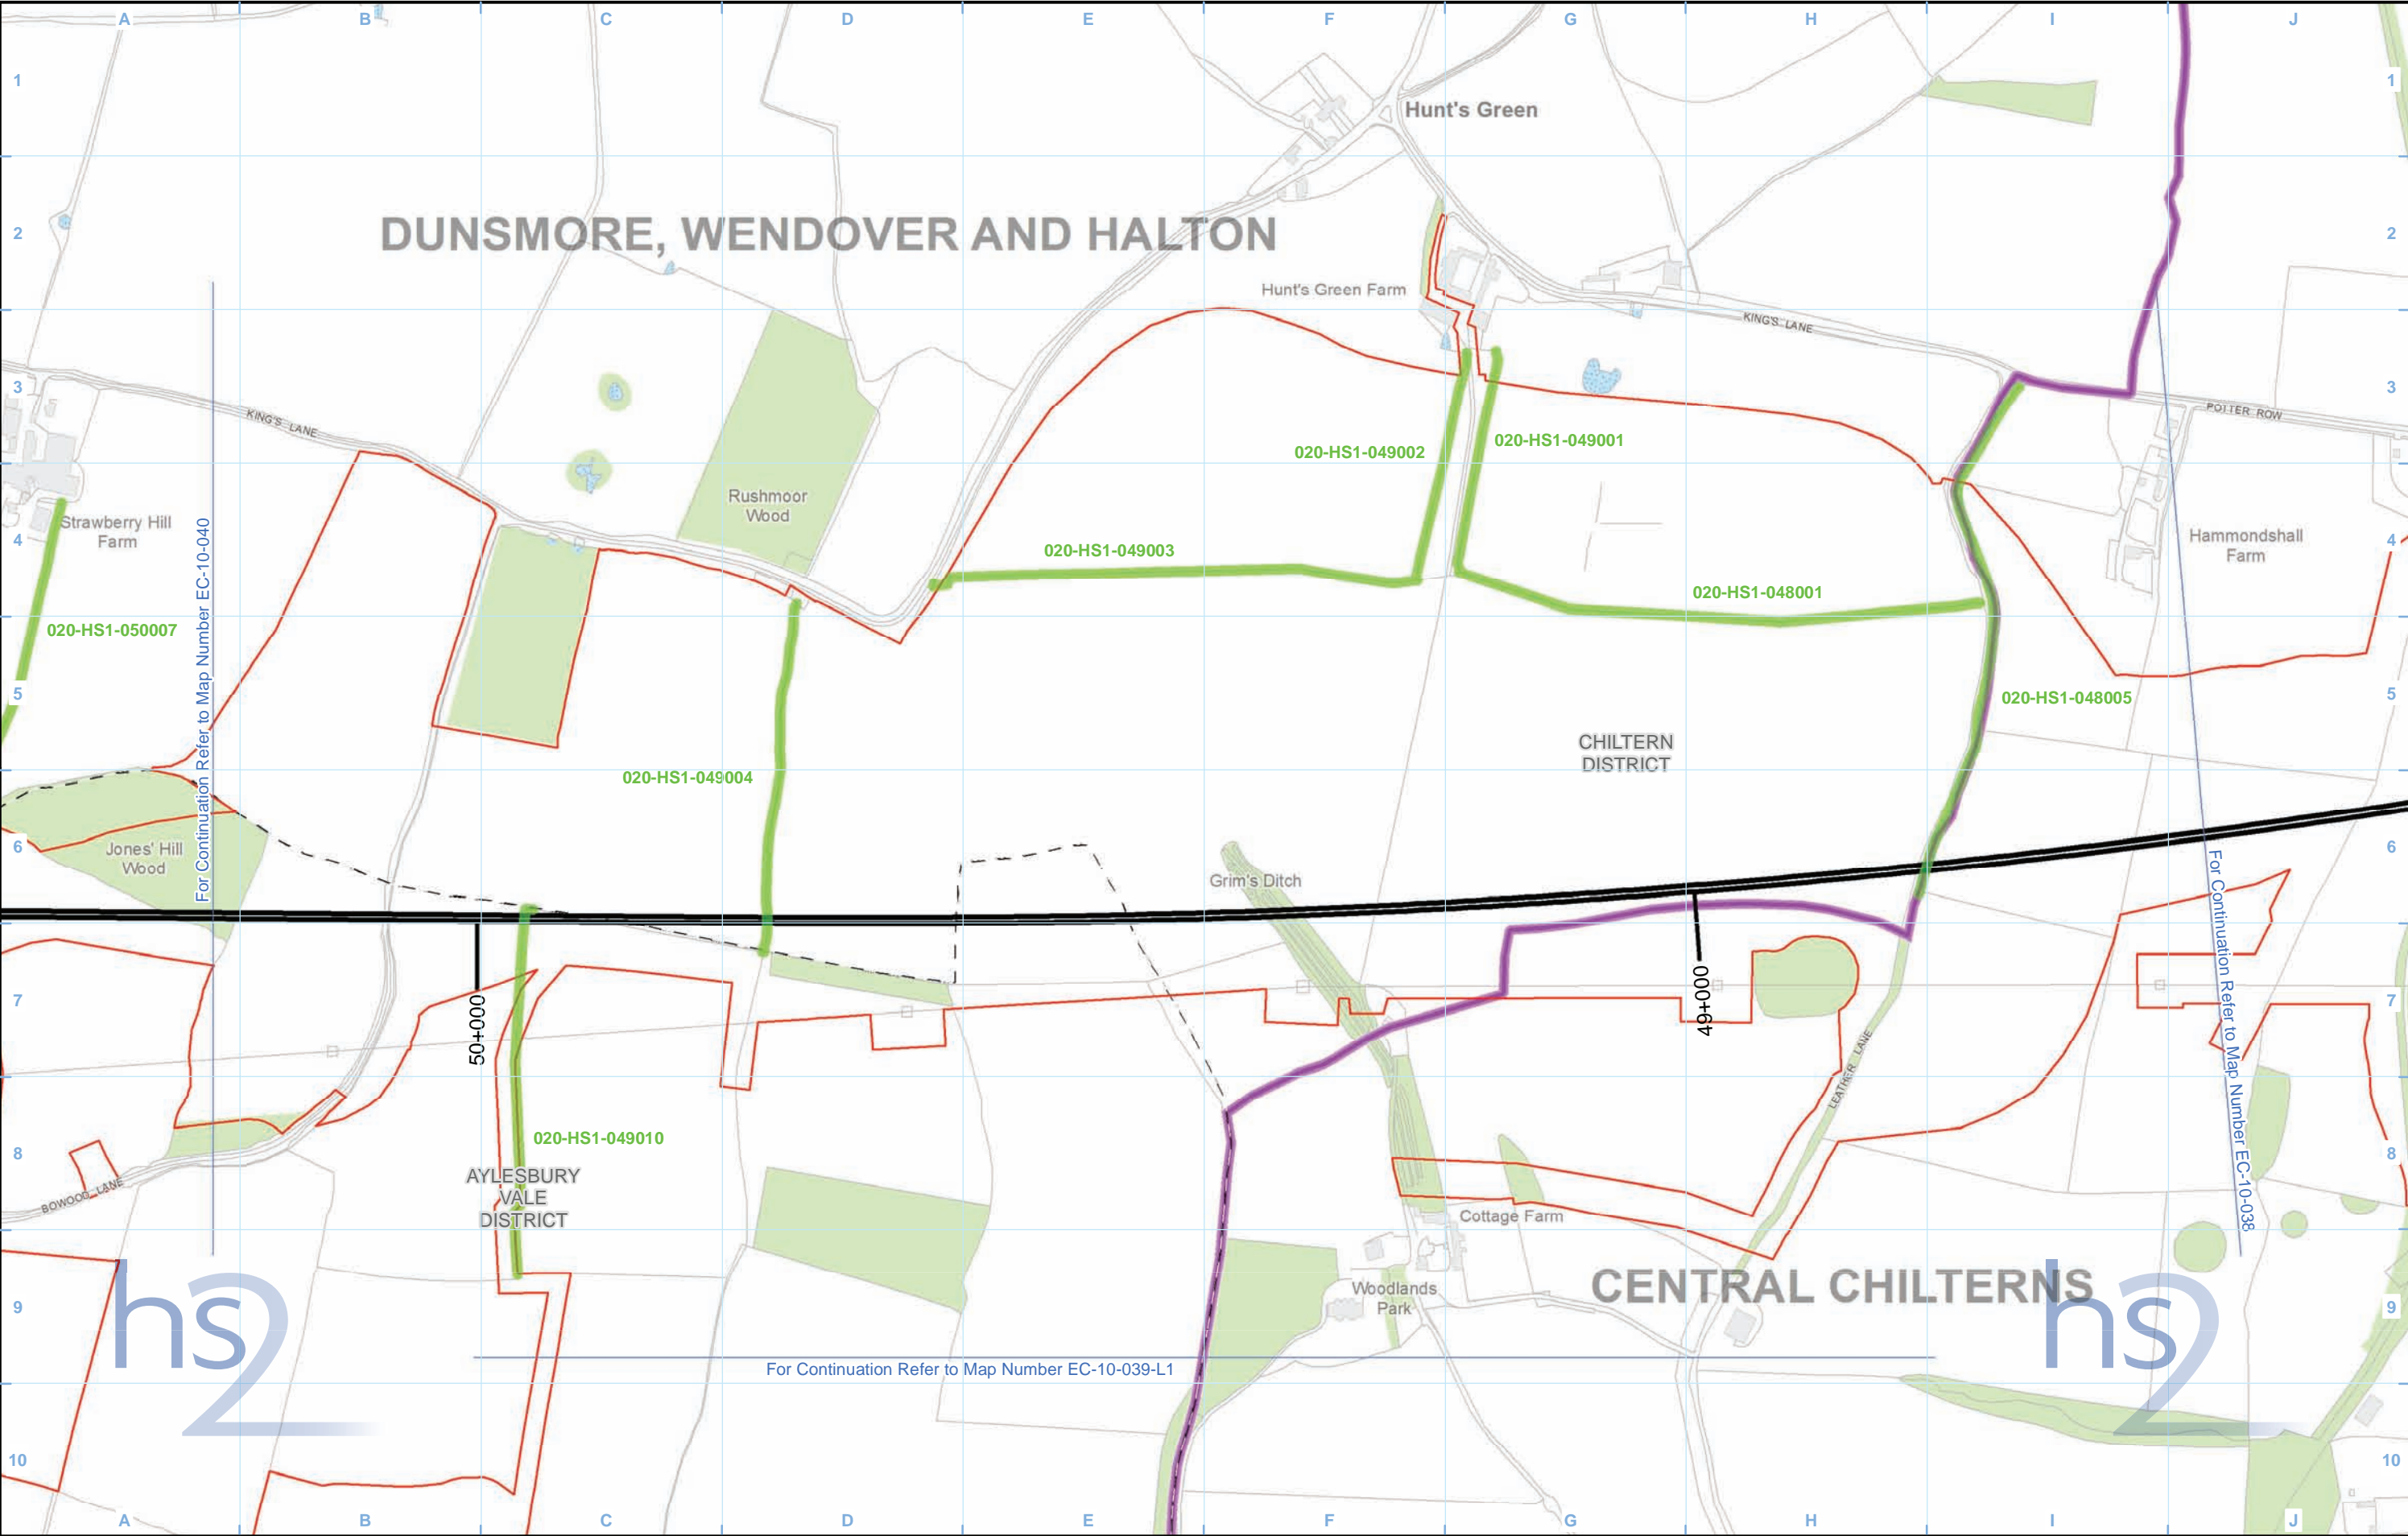 A B C D E F G H I J
1 1
Hunt's Green
2 2
DUNSMORE, WENDOVER AND HALTON
Hunt's Green Farm
KING'S LANE
3 3
KING'S LANE
POTTER ROW
020-HS1-049002
020-HS1-049001
Rushmoor
Wood
Strawberry Hill
Farm
4 4
Hammondshall
Farm
020-HS1-049003
020-HS1-048001
020-HS1-050007
For Continuation Refer to Map Number EC-10-040
5 5
020-HS1-048005
CHILTERN
DISTRICT
020-HS1-049004
6 6
Jones' Hill
Wood
Grim's Ditch
7 7
50+000
49+000
LEATHER LANE
For Continuation Refer to Map Number EC-10-038
020-HS1-049010
8 8
AYLESBURY
VALE
DISTRICT
BOWOOD LANE
Cottage Farm
CENTRAL CHILTERNS
Woodlands
Park
9 9
hs2
hs2
For Continuation Refer to Map Number EC-10-039-L1
10 10
A B C D E F G H I J